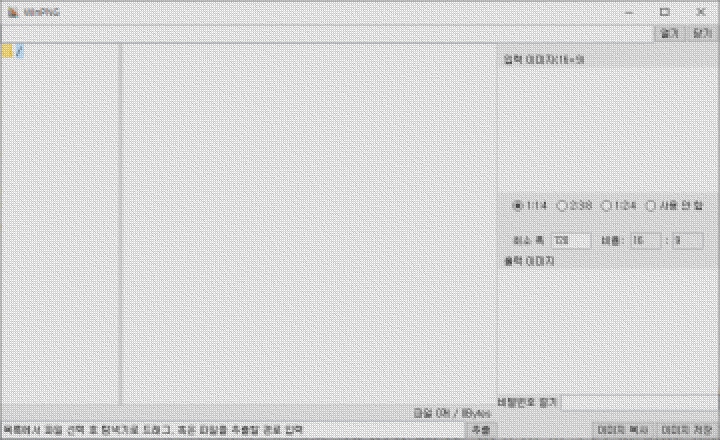 WinPNG
열기 닫기
/
입력 이미지(16×9)
1:1:4 2:3:3 1:2:4 사용 안 함
최소 폭 128 비율: 16 : 9
출력 이미지
파일 0개 / 0Bytes
비밀번호 걸기
목록에서 파일 선택 후 탐색기로 드래그, 혹은 파일을 추출할 경로 입력 추출 이미지 복사 이미지 저장